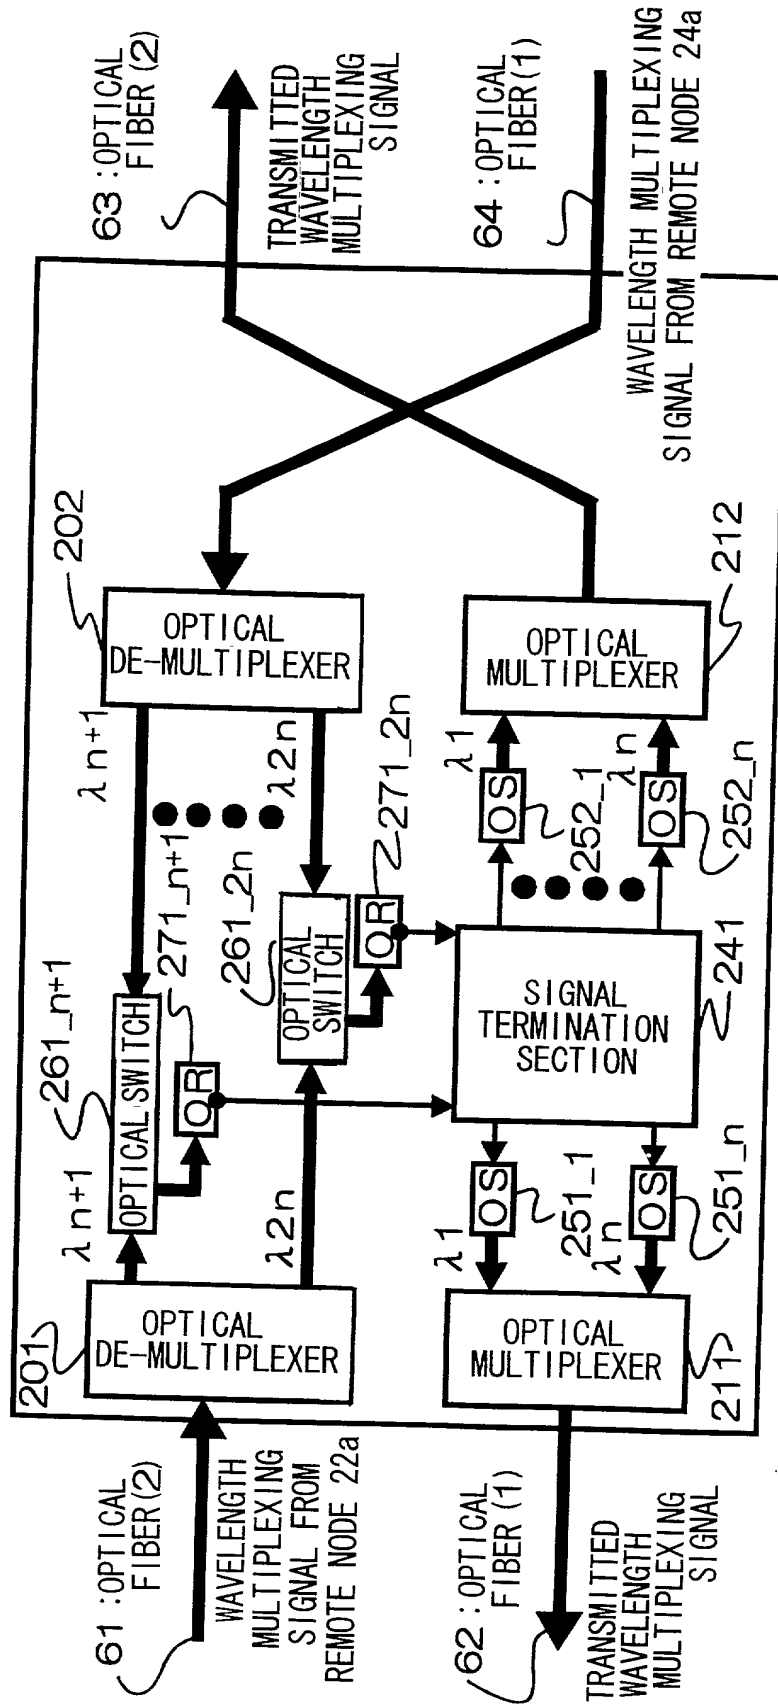 61:OPTICAL
FIBER(2)
WAVELENGTH
MULTIPLEXING
SIGNAL FROM
REMOTE NODE 22a
62:OPTICAL
FIBER(1)
TRANSMITTED
WAVELENGTH
MULTIPLEXING
SIGNAL
201
OPTICAL
DE-MULTIPLEXER
λn+1
λ2n
OPTICAL SWITCH
261_n+1
OR
271_n+1
λn+1
OPTICAL
SWITCH
261_2n
OR
271_2n
λ2n
OPTICAL
DE-MULTIPLEXER
202
OPTICAL
MULTIPLEXER
211
λ1
OS
251_1
λn
OS
251_n
SIGNAL
TERMINATION
SECTION
241
OS
252_1
λ1
OS
252_n
λn
OPTICAL
MULTIPLEXER
212
63:OPTICAL
FIBER(2)
TRANSMITTED
WAVELENGTH
MULTIPLEXING
SIGNAL
64:OPTICAL
FIBER(1)
WAVELENGTH MULTIPLEXING
SIGNAL FROM REMOTE NODE 24a